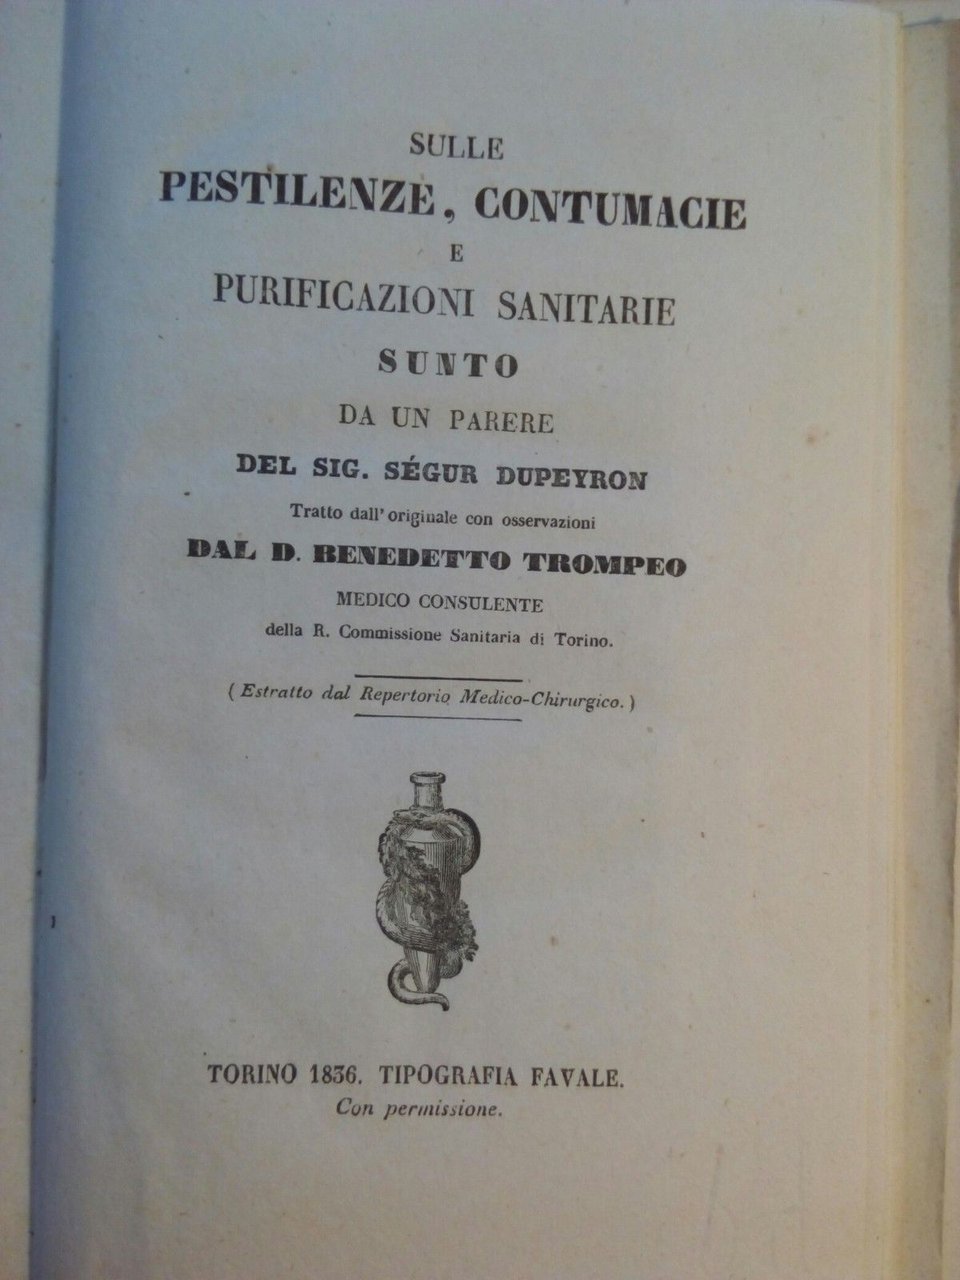 SULLE
PESTILENZE, CONTUMACIE
E
PURIFICAZIONI SANITARIE
SUNTO
DA UN PARERE
DEL SIG. SÉGUR DUPEYRON
Tratto dall' originale con osservazioni
DAL D. BENEDETTO TROMPEO
MEDICO CONSULENTE
della R. Commissione Sanitaria di Torino.
(Estratto dal Repertorio Medico-Chirurgico.)
TORINO 1836. TIPOGRAFIA FAVALE.
Con permissione.